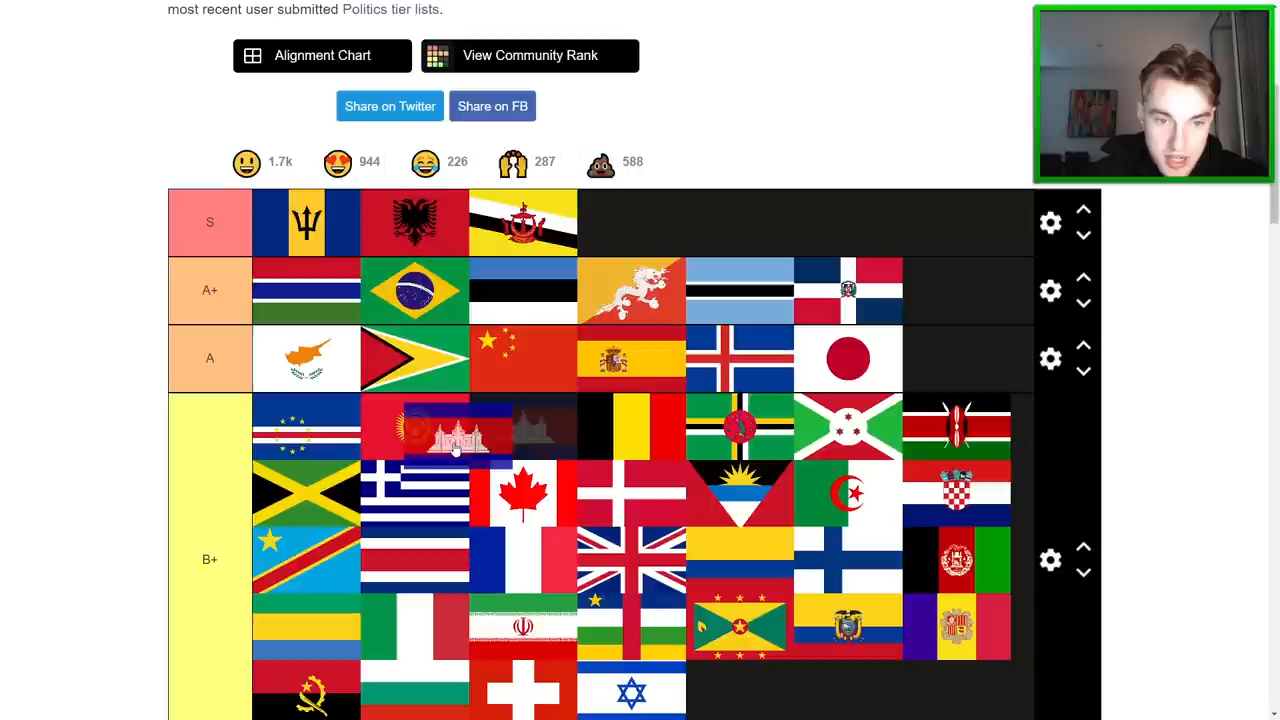 most recent user submitted Politics tier lists.
Alignment Chart
View Community Rank
Share on Twitter
Share on FB
1.7k
944
226
287
588
S
A+
A
B+